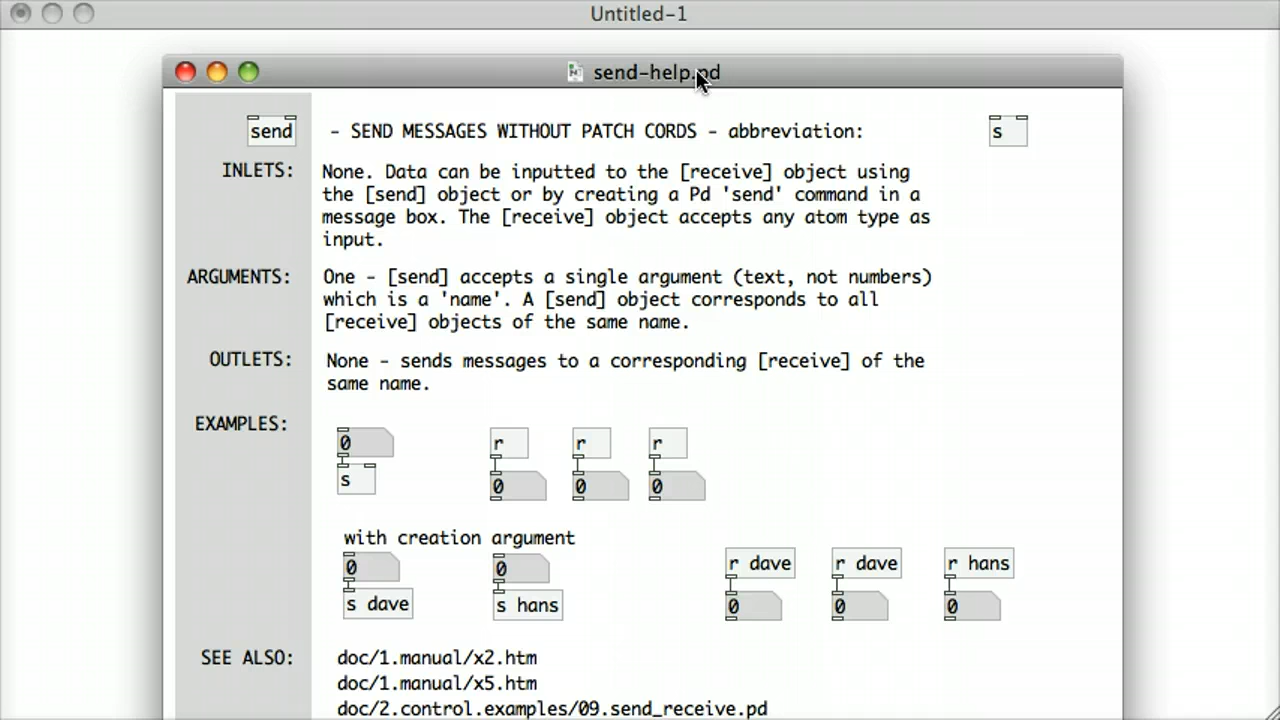 Untitled-1
send-help.pd
send - SEND MESSAGES WITHOUT PATCH CORDS - abbreviation: s
INLETS: None. Data can be inputted to the [receive] object using
the [send] object or by creating a Pd 'send' command in a
message box. The [receive] object accepts any atom type as
input.
ARGUMENTS: One - [send] accepts a single argument (text, not numbers)
which is a 'name'. A [send] object corresponds to all
[receive] objects of the same name.
OUTLETS: None - sends messages to a corresponding [receive] of the
same name.
EXAMPLES:
0 r r r
s 0 0 0
with creation argument
0 0 r dave r dave r hans
s dave s hans 0 0 0
SEE ALSO: doc/1.manual/x2.htm
doc/1.manual/x5.htm
doc/2.control.examples/09.send_receive.pd